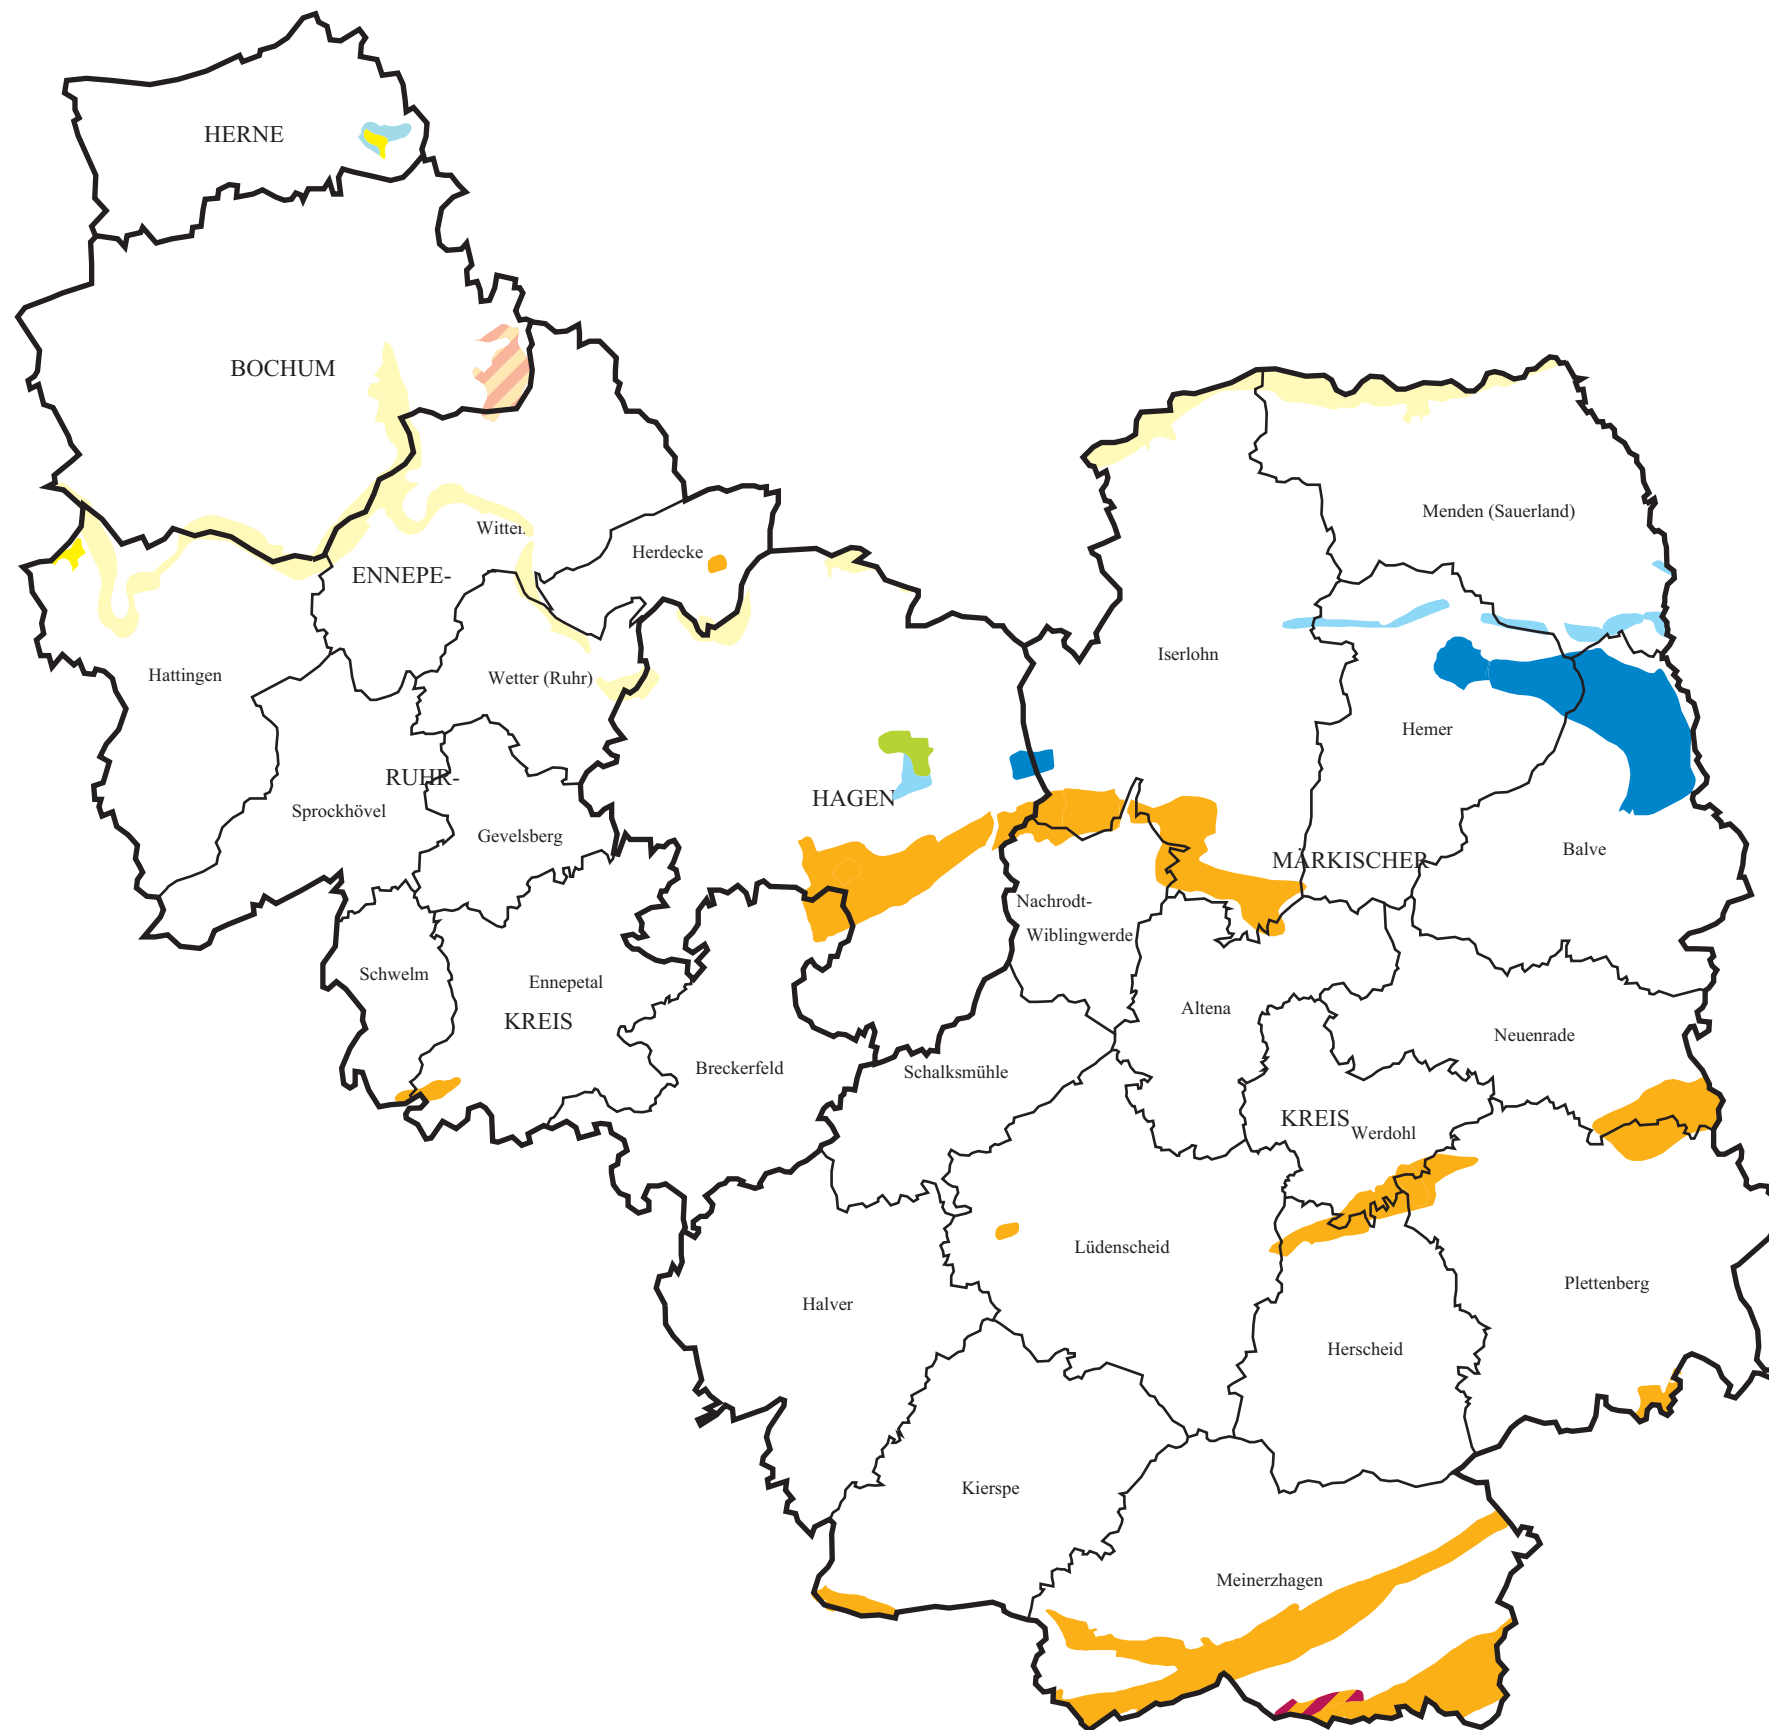 HERNE
BOCHUM
Menden (Sauerland)
Herdecke
ENNEPE-
Iserlohn
Hattingen
Wetter (Ruhr)
Hemer
RUHR-
HAGEN
Sprockhövel
Gevelsberg
Balve
MÄRKISCHER
Nachrodt-
Wiblingwerde
Schwelm
Ennepetal
Altena
KREIS
Neuenrade
Breckerfeld
Schalksmühle
KREIS
Werdohl
Lüdenscheid
Plettenberg
Halver
Herscheid
Kierspe
Meinerzhagen